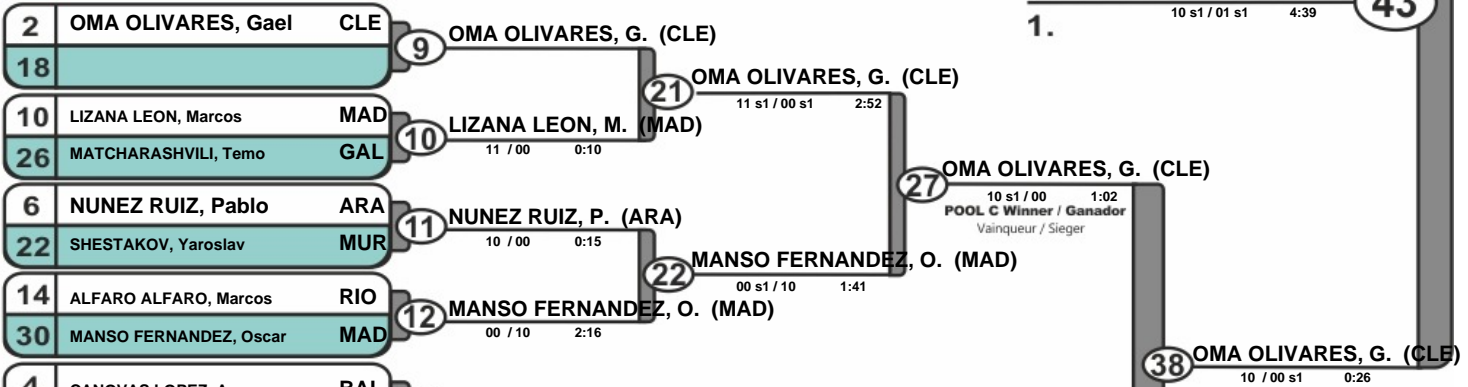 10 s1 / 01 s1 4:39 43
1.
2 OMA OLIVARES, Gael CLE
18
9 OMA OLIVARES, G. (CLE)
10 LIZANA LEON, Marcos MAD
26 MATCHARASHVILI, Temo GAL
10 LIZANA LEON, M. (MAD)
11 / 00 0:10
21 OMA OLIVARES, G. (CLE)
11 s1 / 00 s1 2:52
6 NUNEZ RUIZ, Pablo ARA
22 SHESTAKOV, Yaroslav MUR
11 NUNEZ RUIZ, P. (ARA)
10 / 00 0:15
14 ALFARO ALFARO, Marcos RIO
30 MANSO FERNANDEZ, Oscar MAD
12 MANSO FERNANDEZ, O. (MAD)
00 / 10 2:16
22 MANSO FERNANDEZ, O. (MAD)
00 s1 / 10 1:41
27 OMA OLIVARES, G. (CLE)
10 s1 / 00 1:02
POOL C Winner / Ganador
Vainqueur / Sieger
38 OMA OLIVARES, G. (CLE)
10 / 00 s1 0:26
4 CANOVAS LOPEZ, BAL